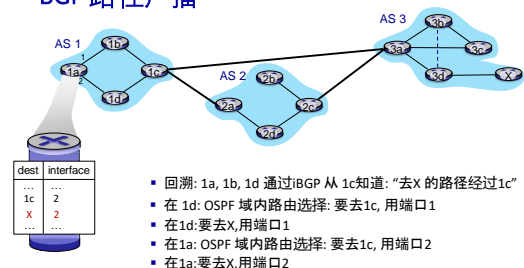 BGP 路径广播
AS 1
AS 2
AS 3
1a
1b
1c
1d
1
2
2a
2b
2c
2d
3a
3b
3c
3d
X
dest interface
… …
1c 2
X 2
… …
▪ 回溯: 1a, 1b, 1d 通过iBGP 从 1c知道: “去X 的路径经过1c”
▪ 在 1d: OSPF 域内路由选择: 要去1c, 用端口1
▪ 在1d:要去X,用端口1
▪ 在1a: OSPF 域内路由选择: 要去1c, 用端口2
▪ 在1a:要去X,用端口2